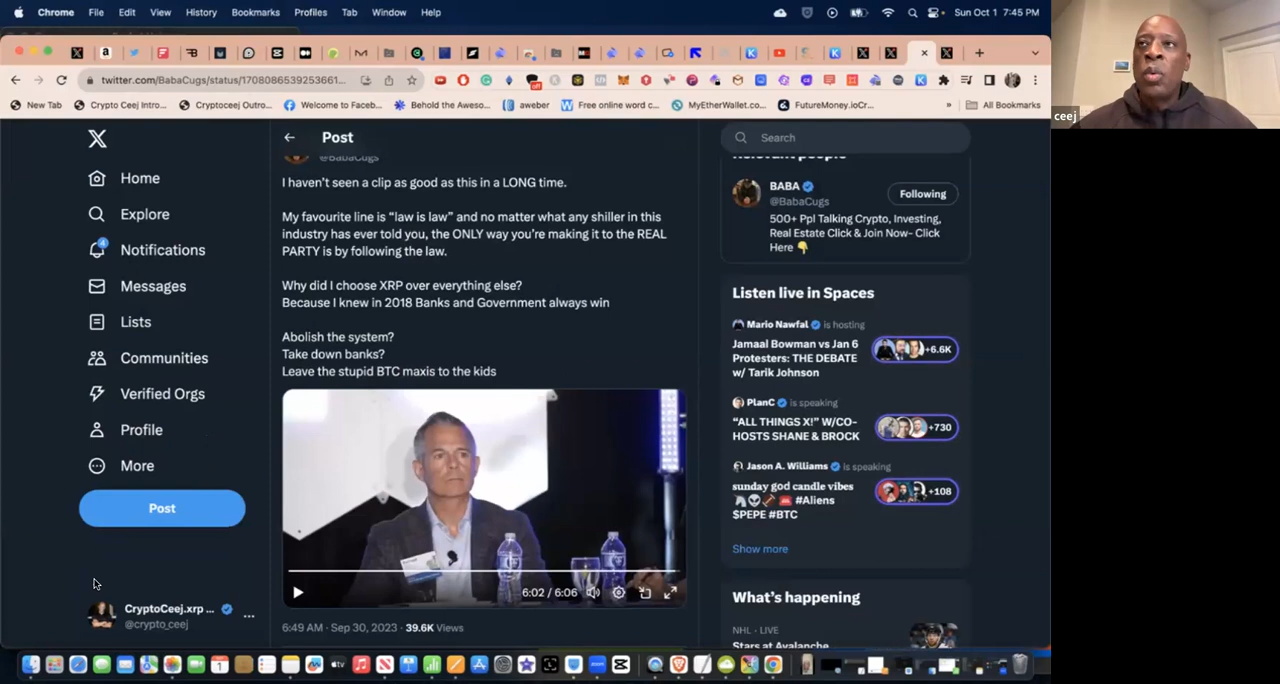 Chrome File Edit View History Bookmarks Profiles Tab Window Help
Sun Oct 1 7:45 PM
twitter.com/BabaCugs/status/1708086539253661...
New Tab Crypto Ceej Intro... Cryptoceej Outro... Welcome to Faceb... Behold the Aweso... aweber Free online word c... MyEtherWallet.co... FutureMoney.ioCr... » All Bookmarks
ceej
Home
Explore
4
Notifications
Messages
Lists
Communities
Verified Orgs
Profile
More
Post
CryptoCeej.xrp ...
@crypto_ceej
Post
@BabaCugs
I haven't seen a clip as good as this in a LONG time.
My favourite line is “law is law” and no matter what any shiller in this
industry has ever told you, the ONLY way you're making it to the REAL
PARTY is by following the law.
Why did I choose XRP over everything else?
Because I knew in 2018 Banks and Government always win
Abolish the system?
Take down banks?
Leave the stupid BTC maxis to the kids
6:02 / 6:06
6:49 AM · Sep 30, 2023 · 39.6K Views
Search
Relevant people
BABA
@BabaCugs
Following
500+ Ppl Talking Crypto, Investing,
Real Estate Click & Join Now- Click
Here
Listen live in Spaces
Mario Nawfal is hosting
Jamaal Bowman vs Jan 6
Protesters: THE DEBATE
w/ Tarik Johnson
+6.6K
PlanC is speaking
“ALL THINGS X!” W/CO-
HOSTS SHANE & BROCK
+730
Jason A. Williams is speaking
sunday god candle vibes
#Aliens
$PEPE #BTC
+108
Show more
What's happening
NHL · LIVE
Stars at Avalanche